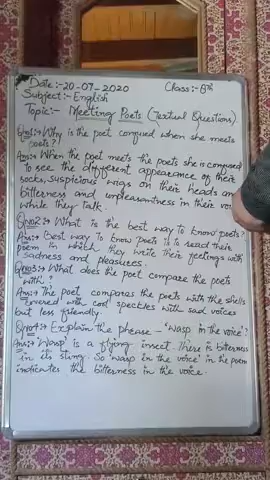 Date:- 20-07-2020 Class:- 8th
Subject:- English
Topic:- Meeting Poets (Textual Questions)
Qno1:- Why is the poet confused when she meets
poets?
Ans:- When the poet meets the poets she is confused
to see the different appearance of their
socks, suspicious wigs on their heads and
bitterness and unpleasantness in their voi
while they talk.
Qno2:- What is the best way to know poets?
Ans:- Best way to know poets is to read their
poem in which they write their feelings with
sadness and pleasures.
Qno3:- What does the poet compare the poets
with?
Ans:- The poet compares the poets with the shells
covered with cool speckles with sad voices
but less friendly.
Qno4:- Explain the phrase - 'Wasp in the voice'?
Ans:- 'Wasp' is a flying insect. There is bitterness
in its sting. So 'wasp in the voice' in the poem
indicates the bitterness in the voice.